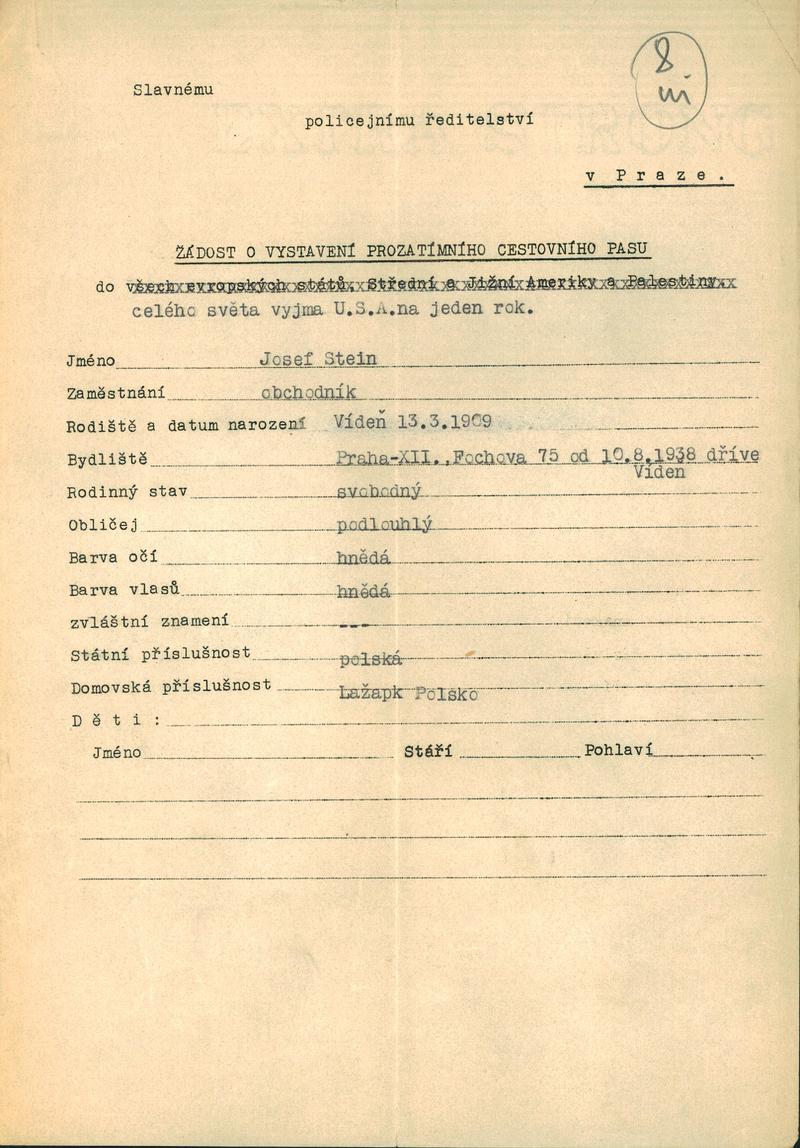 8
Slavnému
policejnímu ředitelství
v Praze.
ŽÁDOST O VYSTAVENÍ PROZATÍMNÍHO CESTOVNÍHO PASU
do všech evropských států, Střední a Jižní Ameriky a Palestiny
celého světa vyjma U.S.A.na jeden rok.
Jméno Josef Stein
Zaměstnání obchodník
Rodiště a datum narození Vídeň 13.3.1909
Bydliště Praha-XII.,Fochova 75 od 10.8.1938 dříve
Víden
Rodinný stav svobodný
Obličej podlouhlý
Barva očí hnědá
Barva vlasů hnědá
zvláštní znamení ---
Státní příslušnost polská
Domovská příslušnost Lažapk Polsko
D ě t i :
Jméno Stáří Pohlaví